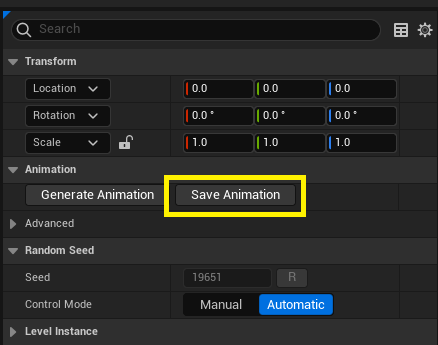 Search
Transform
Location 0.0 0.0 0.0
Rotation 0.0 ° 0.0 ° 0.0 °
Scale 1.0 1.0 1.0
Animation
Generate Animation Save Animation
Advanced
Random Seed
Seed 19651 R
Control Mode Manual Automatic
Level Instance